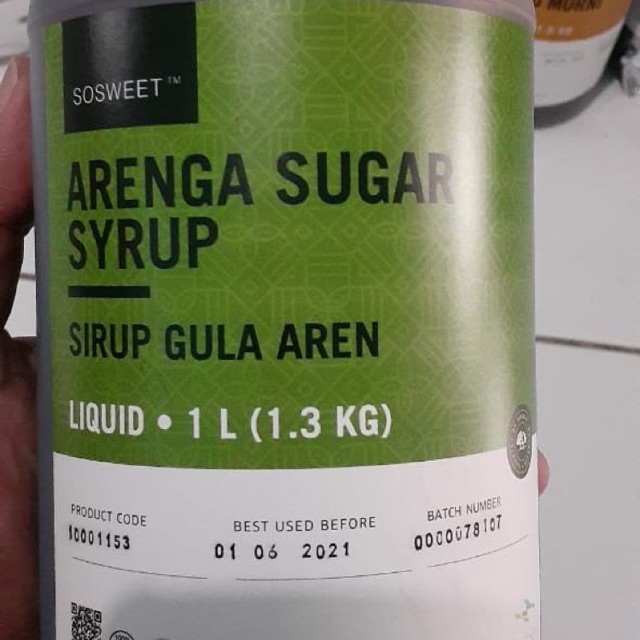 SOSWEET™
ARENGA SUGAR
SYRUP
SIRUP GULA AREN
LIQUID • 1 L (1.3 KG)
PRODUCT CODE
10001153
BEST USED BEFORE
01 06 2021
BATCH NUMBER
0000078107
MURNI